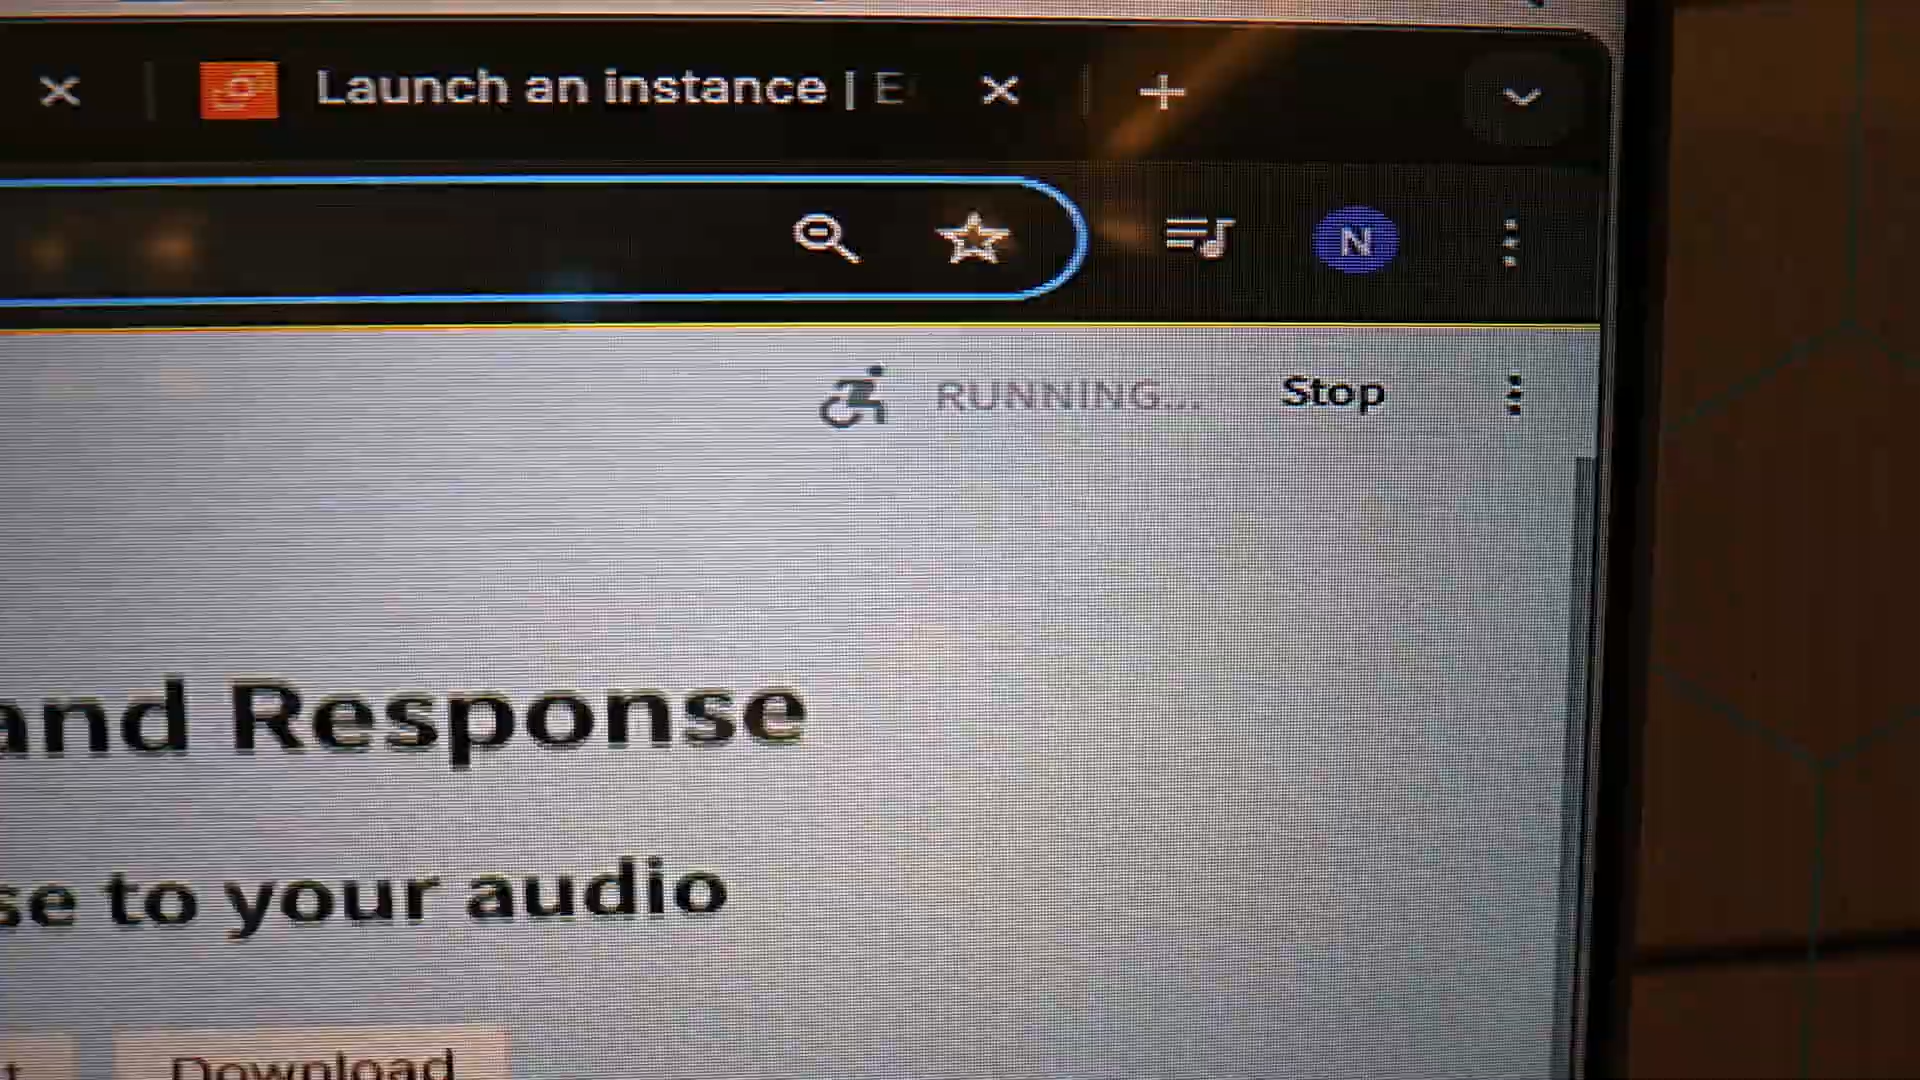 Launch an instance | E
N
RUNNING... Stop
and Response
se to your audio
t Download